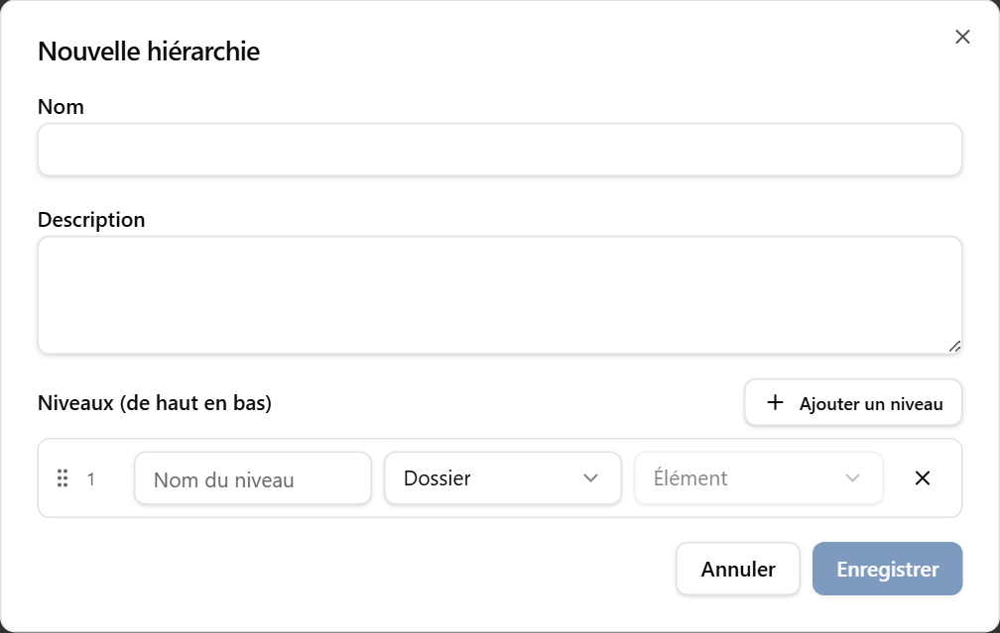 Nouvelle hiérarchie
Nom
Description
Niveaux (de haut en bas)
Ajouter un niveau
1 Nom du niveau Dossier Élément
Annuler Enregistrer